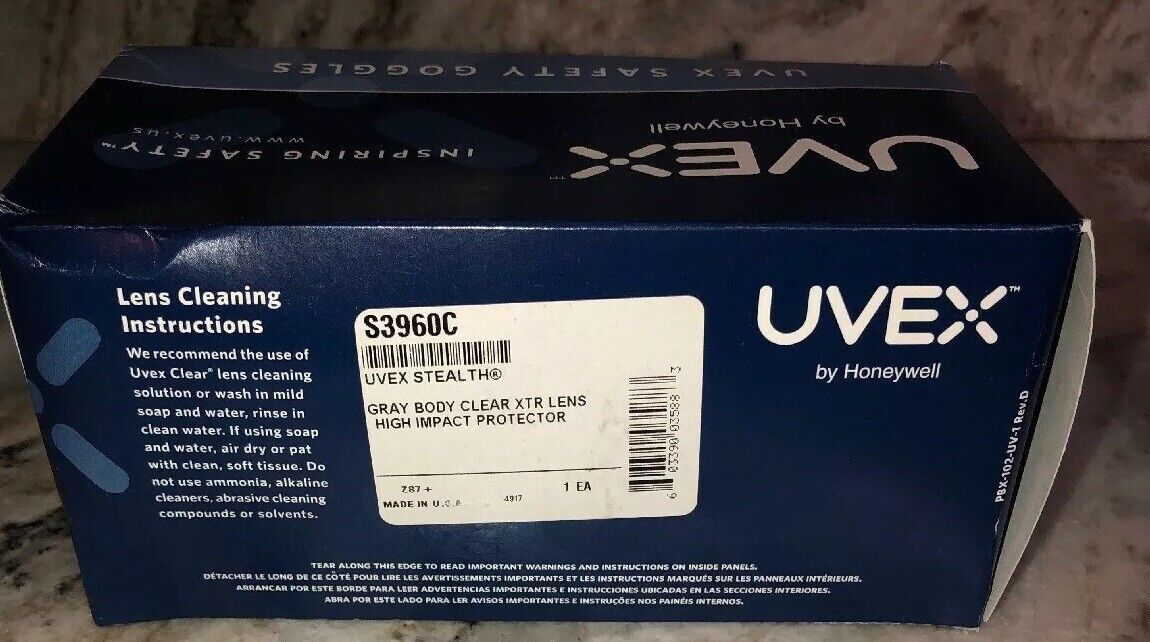 UVEX SAFETY GOGGLES
UVEX™
by Honeywell
INSPIRING SAFETY™
www.uvex.us
Lens Cleaning
Instructions
We recommend the use of
Uvex Clear® lens cleaning
solution or wash in mild
soap and water, rinse in
clean water. If using soap
and water, air dry or pat
with clean, soft tissue. Do
not use ammonia, alkaline
cleaners, abrasive cleaning
compounds or solvents.
S3960C
UVEX STEALTH®
GRAY BODY CLEAR XTR LENS
HIGH IMPACT PROTECTOR
Z87+
1 EA
MADE IN U.S.A.
4917
6 03390 03588 3
UVEX™
by Honeywell
PBX-102-UV-1 Rev.D
TEAR ALONG THIS EDGE TO READ IMPORTANT WARNINGS AND INSTRUCTIONS ON INSIDE PANELS.
DÉTACHER LE LONG DE CE CÔTÉ POUR LIRE LES AVERTISSEMENTS IMPORTANTS ET LES INSTRUCTIONS MARQUÉS SUR LES PANNEAUX INTÉRIEURS.
ARRANCAR POR ESTE BORDE PARA LEER ADVERTENCIAS IMPORTANTES E INSTRUCCIONES UBICADAS EN LAS SECCIONES INTERIORES.
ABRA POR ESTE LADO PARA LER AVISOS IMPORTANTES E INSTRUÇÕES NOS PAINÉIS INTERNOS.